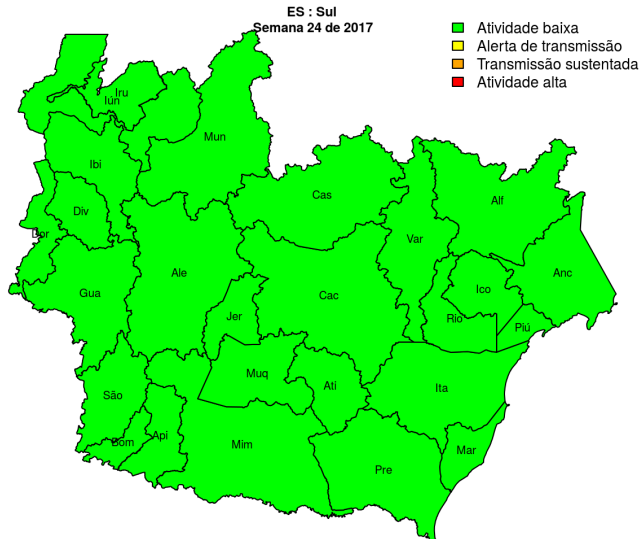 ES : Sul
Semana 24 de 2017
Atividade baixa
Alerta de transmissão
Transmissão sustentada
Atividade alta
Iru
Iún
Mun
Ibi
Cas
Alf
Div
Dor
Var
Ale
Anc
Gua
Cac
Ico
Jer
Rio
Piú
Muq
Ati
Ita
São
Api
Bom
Mim
Mar
Pre